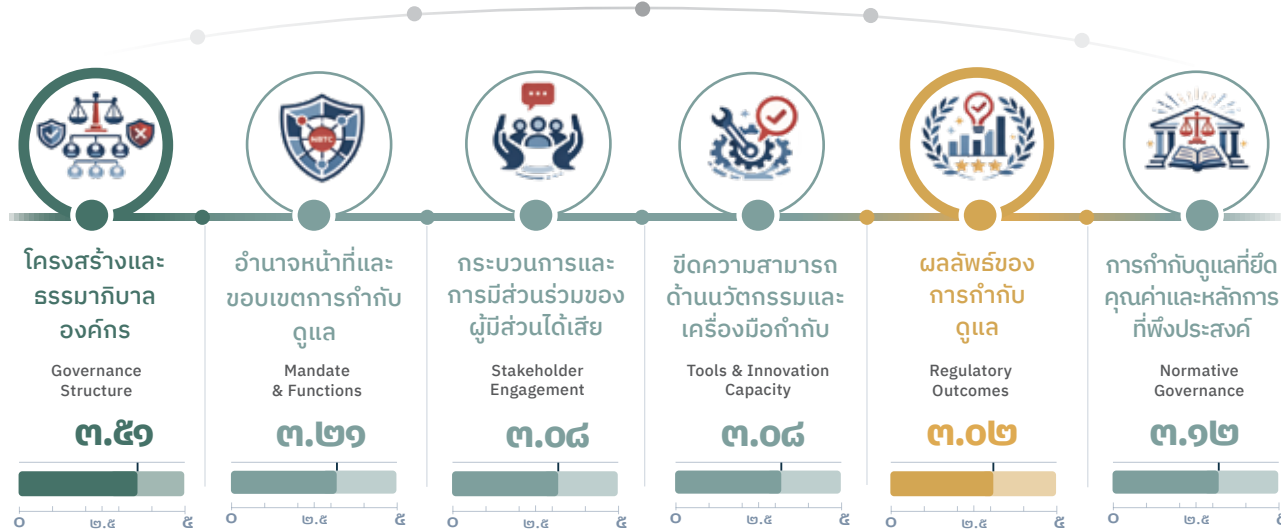 NBTC
โครงสร้างและ
ธรรมาภิบาล
องค์กร
Governance
Structure
๓.๕๑
๐ ๒.๕ ๕
อำนาจหน้าที่และ
ขอบเขตการกำกับ
ดูแล
Mandate
& Functions
๓.๒๑
๐ ๒.๕ ๕
กระบวนการและ
การมีส่วนร่วมของ
ผู้มีส่วนได้เสีย
Stakeholder
Engagement
๓.๐๘
๐ ๒.๕ ๕
ขีดความสามารถ
ด้านนวัตกรรมและ
เครื่องมือกำกับ
Tools & Innovation
Capacity
๓.๐๘
๐ ๒.๕ ๕
ผลลัพธ์ของ
การกำกับ
ดูแล
Regulatory
Outcomes
๓.๐๒
๐ ๒.๕ ๕
การกำกับดูแลที่ยึด
คุณค่าและหลักการ
ที่พึงประสงค์
Normative
Governance
๓.๑๒
๐ ๒.๕ ๕